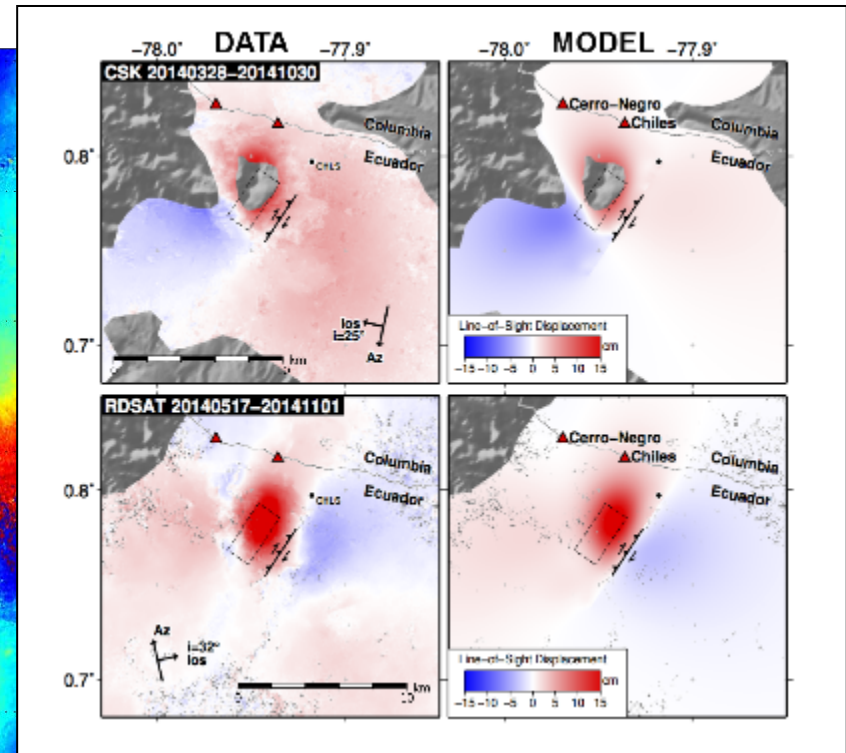 DATA
MODEL
−78.0° −77.9° −78.0° −77.9°
CSK 20140328−20141030
Columbia
Ecuador
CHLS
0.8°
los
i=25°
Az
km
0.7°
Cerro-Negro
Chiles
Columbia
Ecuador
Line-of-Sight Displacement
cm
−15 −10 −5 0 5 10 15
RDSAT 20140517−20141101
Columbia
Ecuador
CHLS
0.8°
Az
i=32°
los
km
10
0.7°
Cerro-Negro
Chiles
Columbia
Ecuador
Line-of-Sight Displacement
cm
−15 −10 −5 0 5 10 15